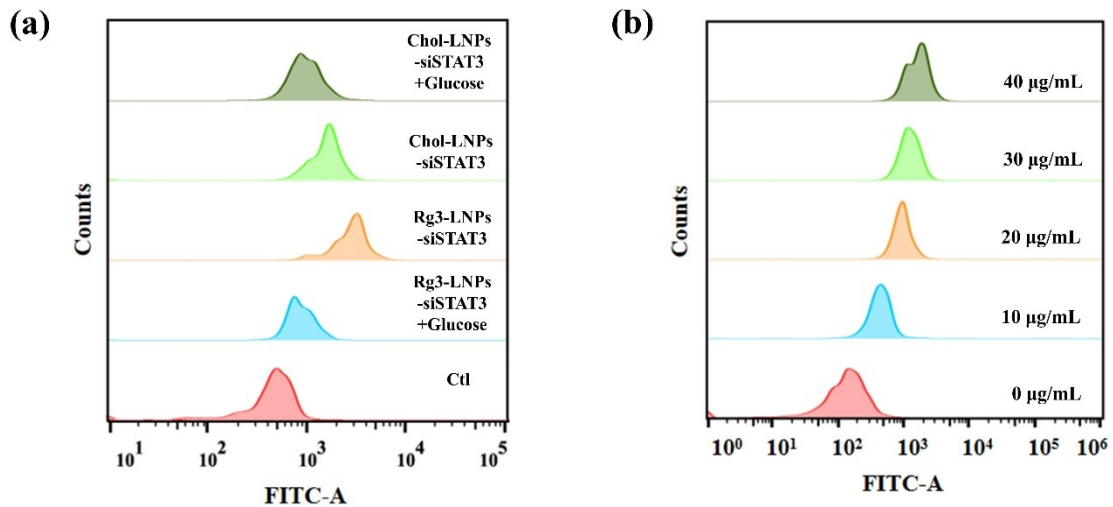 (a)
Counts
Chol-LNPs
-siSTAT3
+Glucose
Chol-LNPs
-siSTAT3
Rg3-LNPs
-siSTAT3
Rg3-LNPs
-siSTAT3
+Glucose
Ctl
10¹ 10² 10³ 10⁴ 10⁵
FITC-A
(b)
Counts
40 μg/mL
30 μg/mL
20 μg/mL
10 μg/mL
0 μg/mL
10⁰ 10¹ 10² 10³ 10⁴ 10⁵ 10⁶
FITC-A